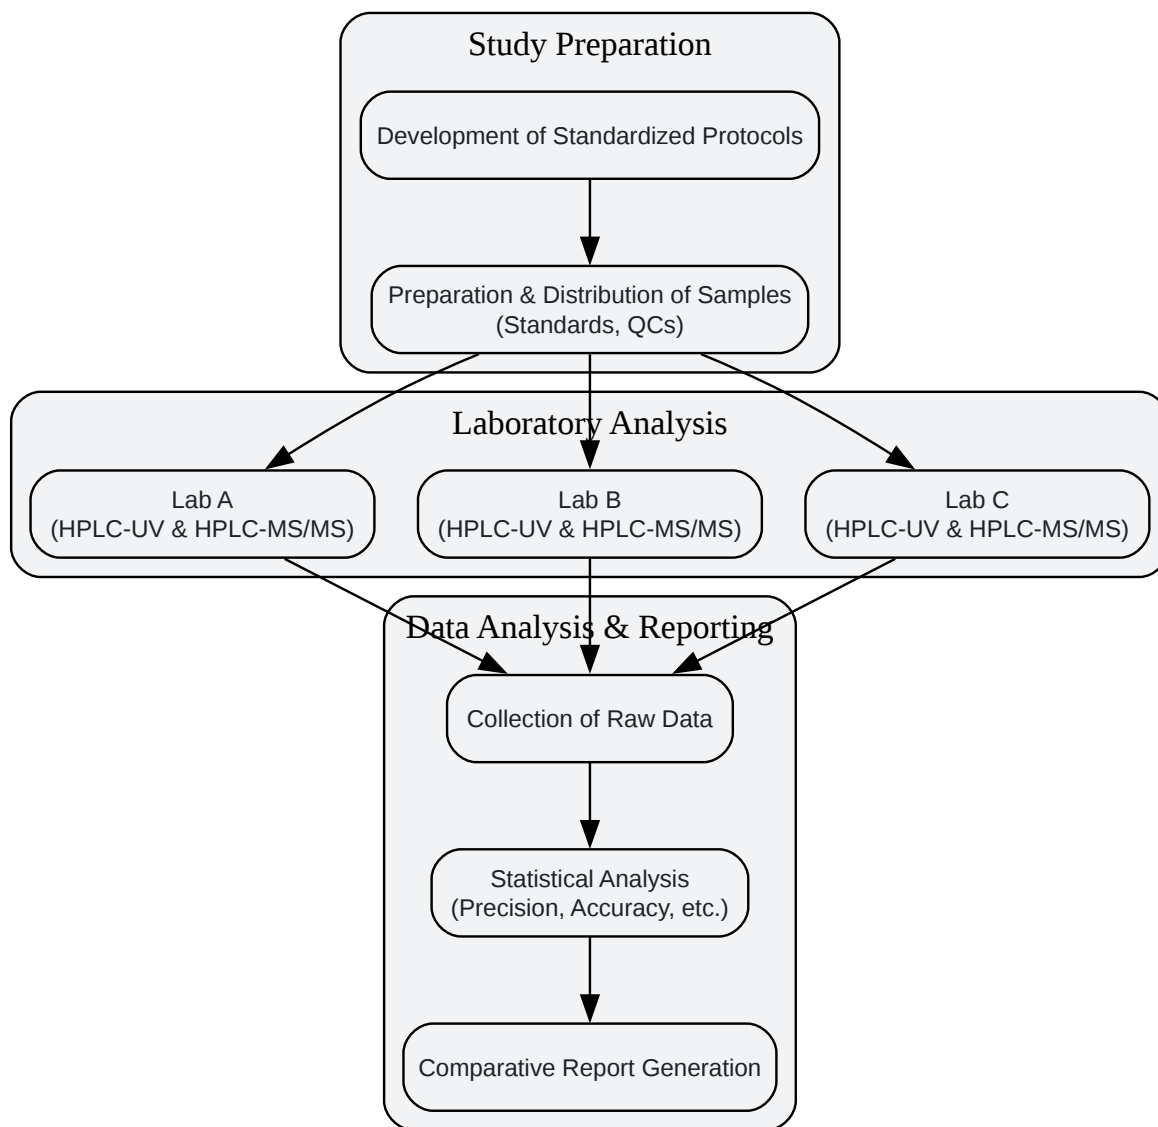 Study Preparation
Development of Standardized Protocols
Preparation & Distribution of Samples
(Standards, QCs)
Laboratory Analysis
Lab A
(HPLC-UV & HPLC-MS/MS)
Lab B
(HPLC-UV & HPLC-MS/MS)
Lab C
(HPLC-UV & HPLC-MS/MS)
Data Analysis & Reporting
Collection of Raw Data
Statistical Analysis
(Precision, Accuracy, etc.)
Comparative Report Generation